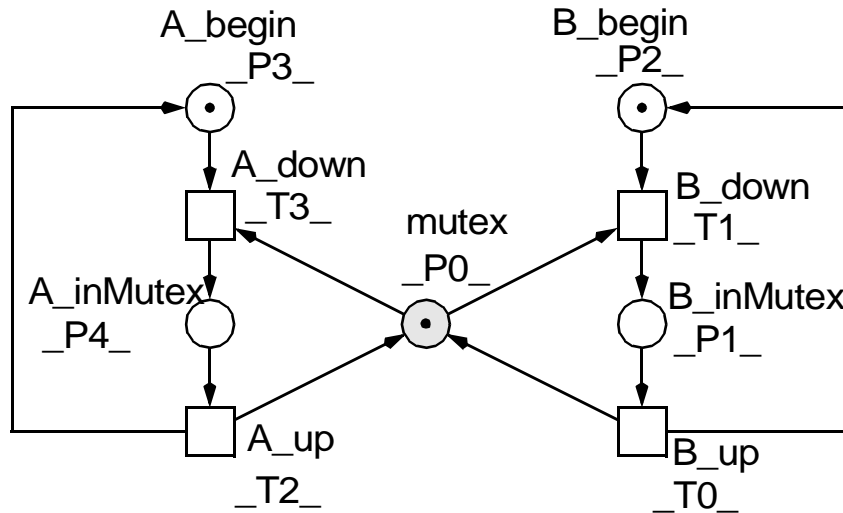 A_begin
_P3_
B_begin
_P2_
A_down
_T3_
B_down
_T1_
mutex
_P0_
A_inMutex
_P4_
B_inMutex
_P1_
A_up
_T2_
B_up
_T0_